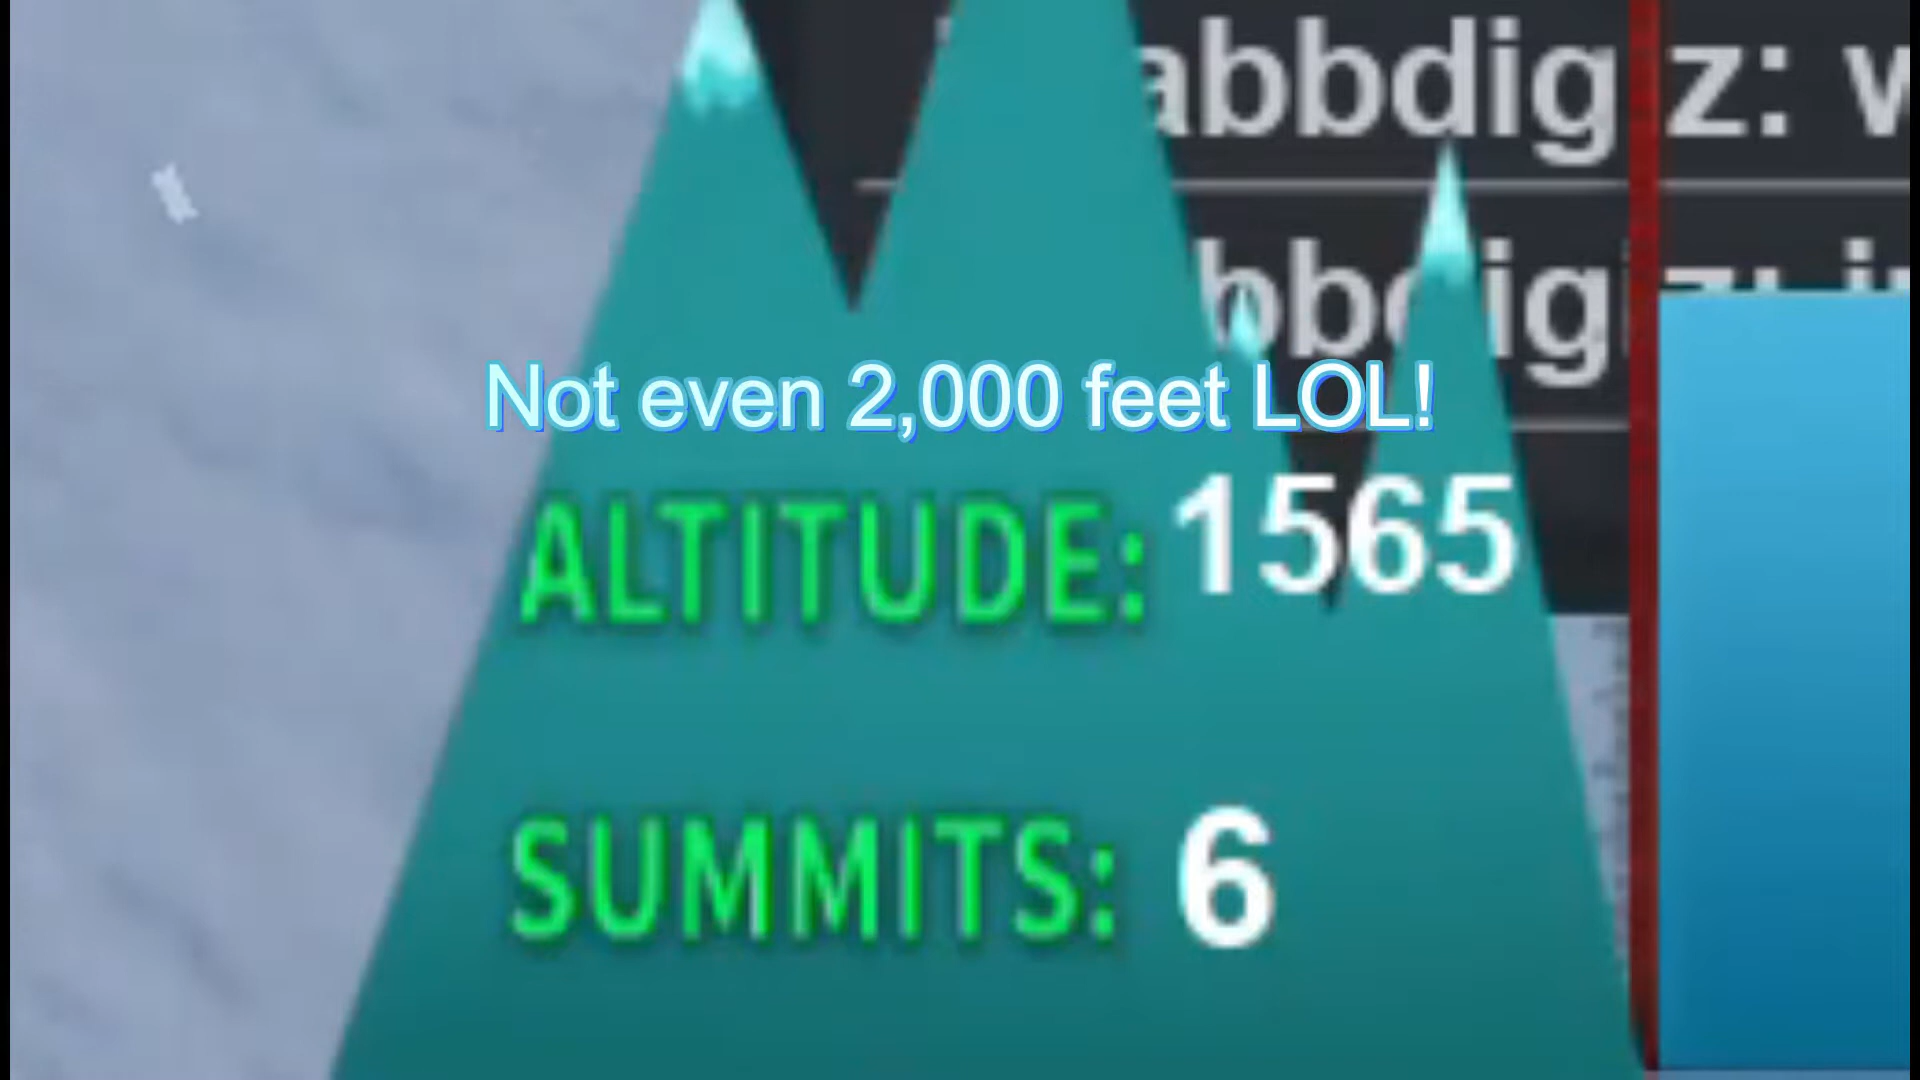 abbdig z:
Not even 2,000 feet LOL!
ALTITUDE: 1565
SUMMITS: 6